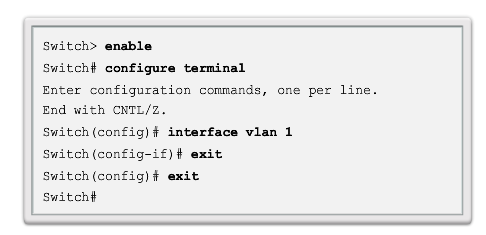 Switch> enable
Switch# configure terminal
Enter configuration commands, one per line.
End with CNTL/Z.
Switch(config)# interface vlan 1
Switch(config-if)# exit
Switch(config)# exit
Switch#